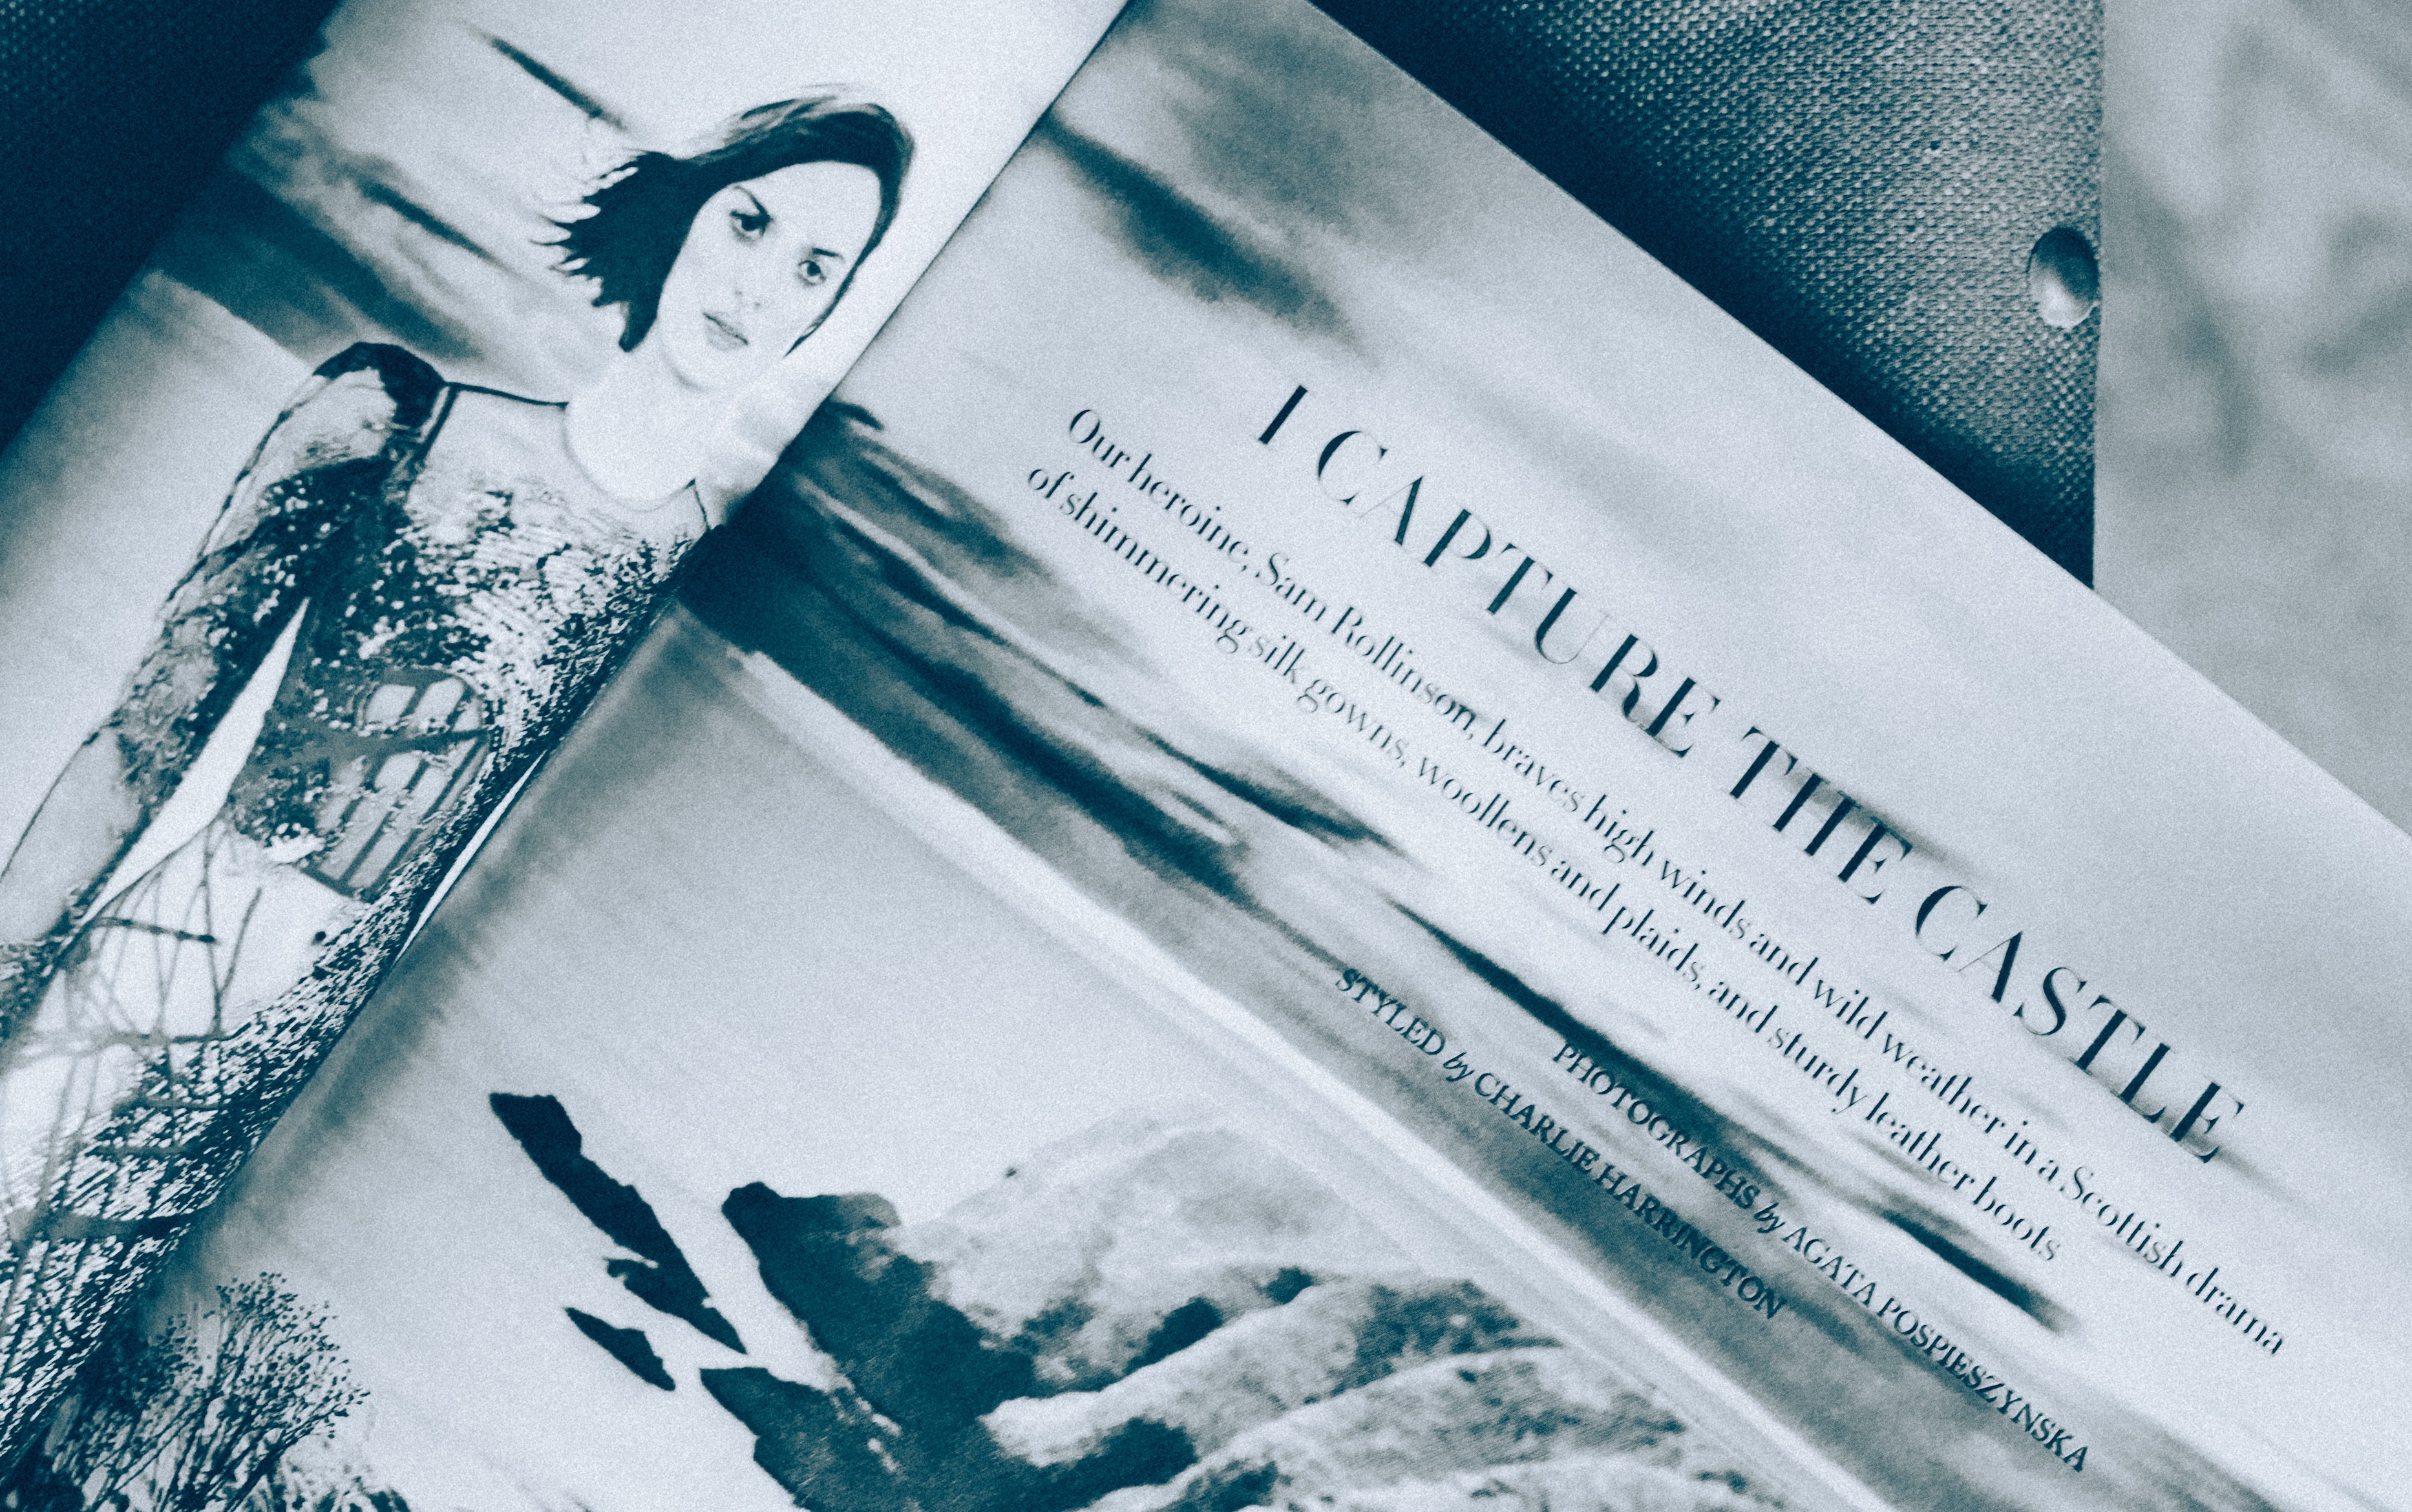 I CAPTURE THE CASTLE
Our heroine, Sam Rollinson, braves high winds and wild weather in a Scottish drama
of shimmering silk gowns, woollens and plaids, and sturdy leather boots
PHOTOGRAPHS by AGATA POSPIESZYNSKA
STYLED by CHARLIE HARRINGTON